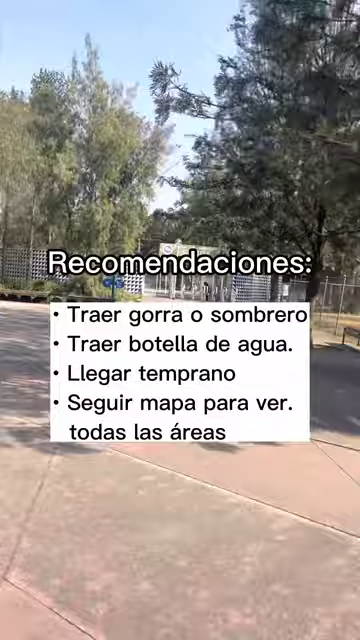 Recomendaciones:
• Traer gorra o sombrero
• Traer botella de agua.
• Llegar temprano
• Seguir mapa para ver.
todas las áreas